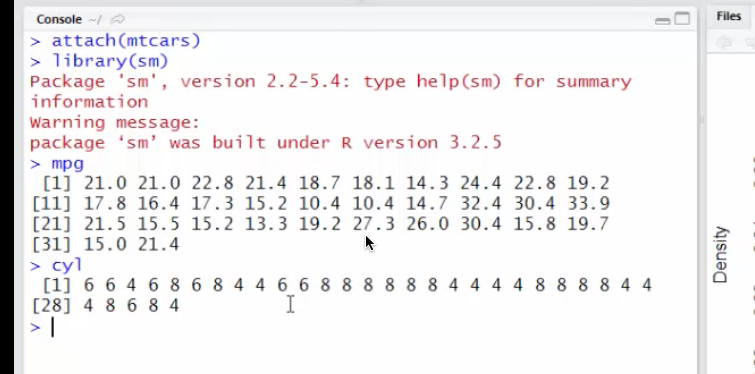 Console ~/
> attach(mtcars)
> library(sm)
Package 'sm', version 2.2-5.4: type help(sm) for summary
information
Warning message:
package ‘sm’ was built under R version 3.2.5
> mpg
[1] 21.0 21.0 22.8 21.4 18.7 18.1 14.3 24.4 22.8 19.2
[11] 17.8 16.4 17.3 15.2 10.4 10.4 14.7 32.4 30.4 33.9
[21] 21.5 15.5 15.2 13.3 19.2 27.3 26.0 30.4 15.8 19.7
[31] 15.0 21.4
> cyl
[1] 6 6 4 6 8 6 8 4 4 6 6 8 8 8 8 8 8 4 4 4 4 8 8 8 8 4 4
[28] 4 8 6 8 4
>
Files
Density